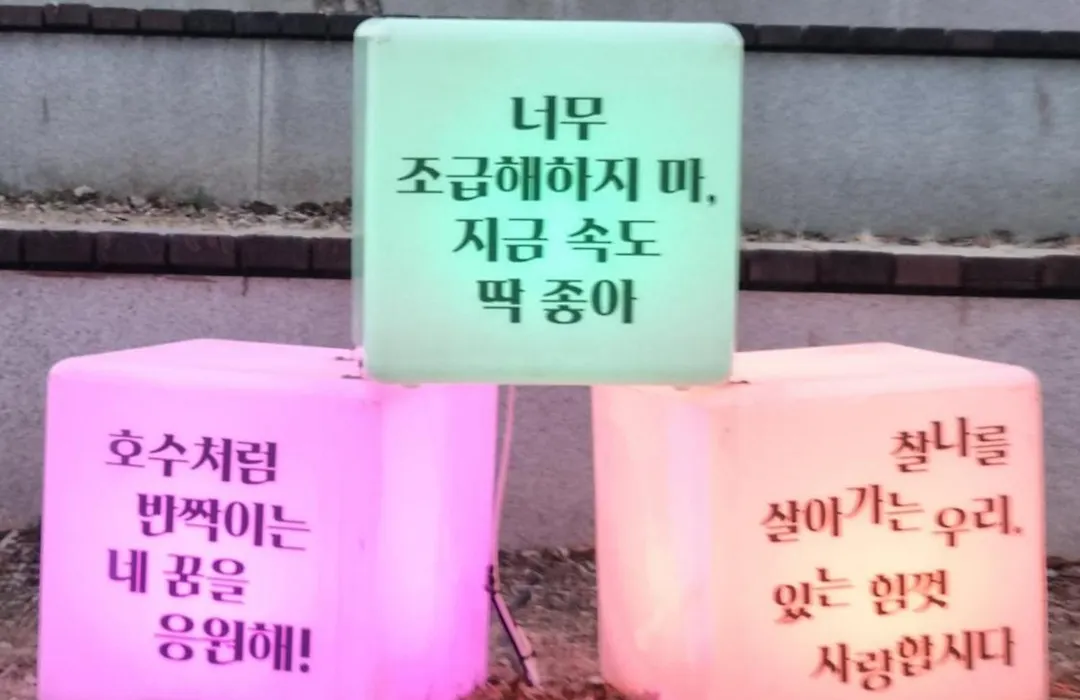 너무
조급해하지 마,
지금 속도
딱 좋아
호수처럼
반짝이는
네 꿈을
응원해!
찰나를
살아가는 우리.
있는 힘껏
사랑합시다